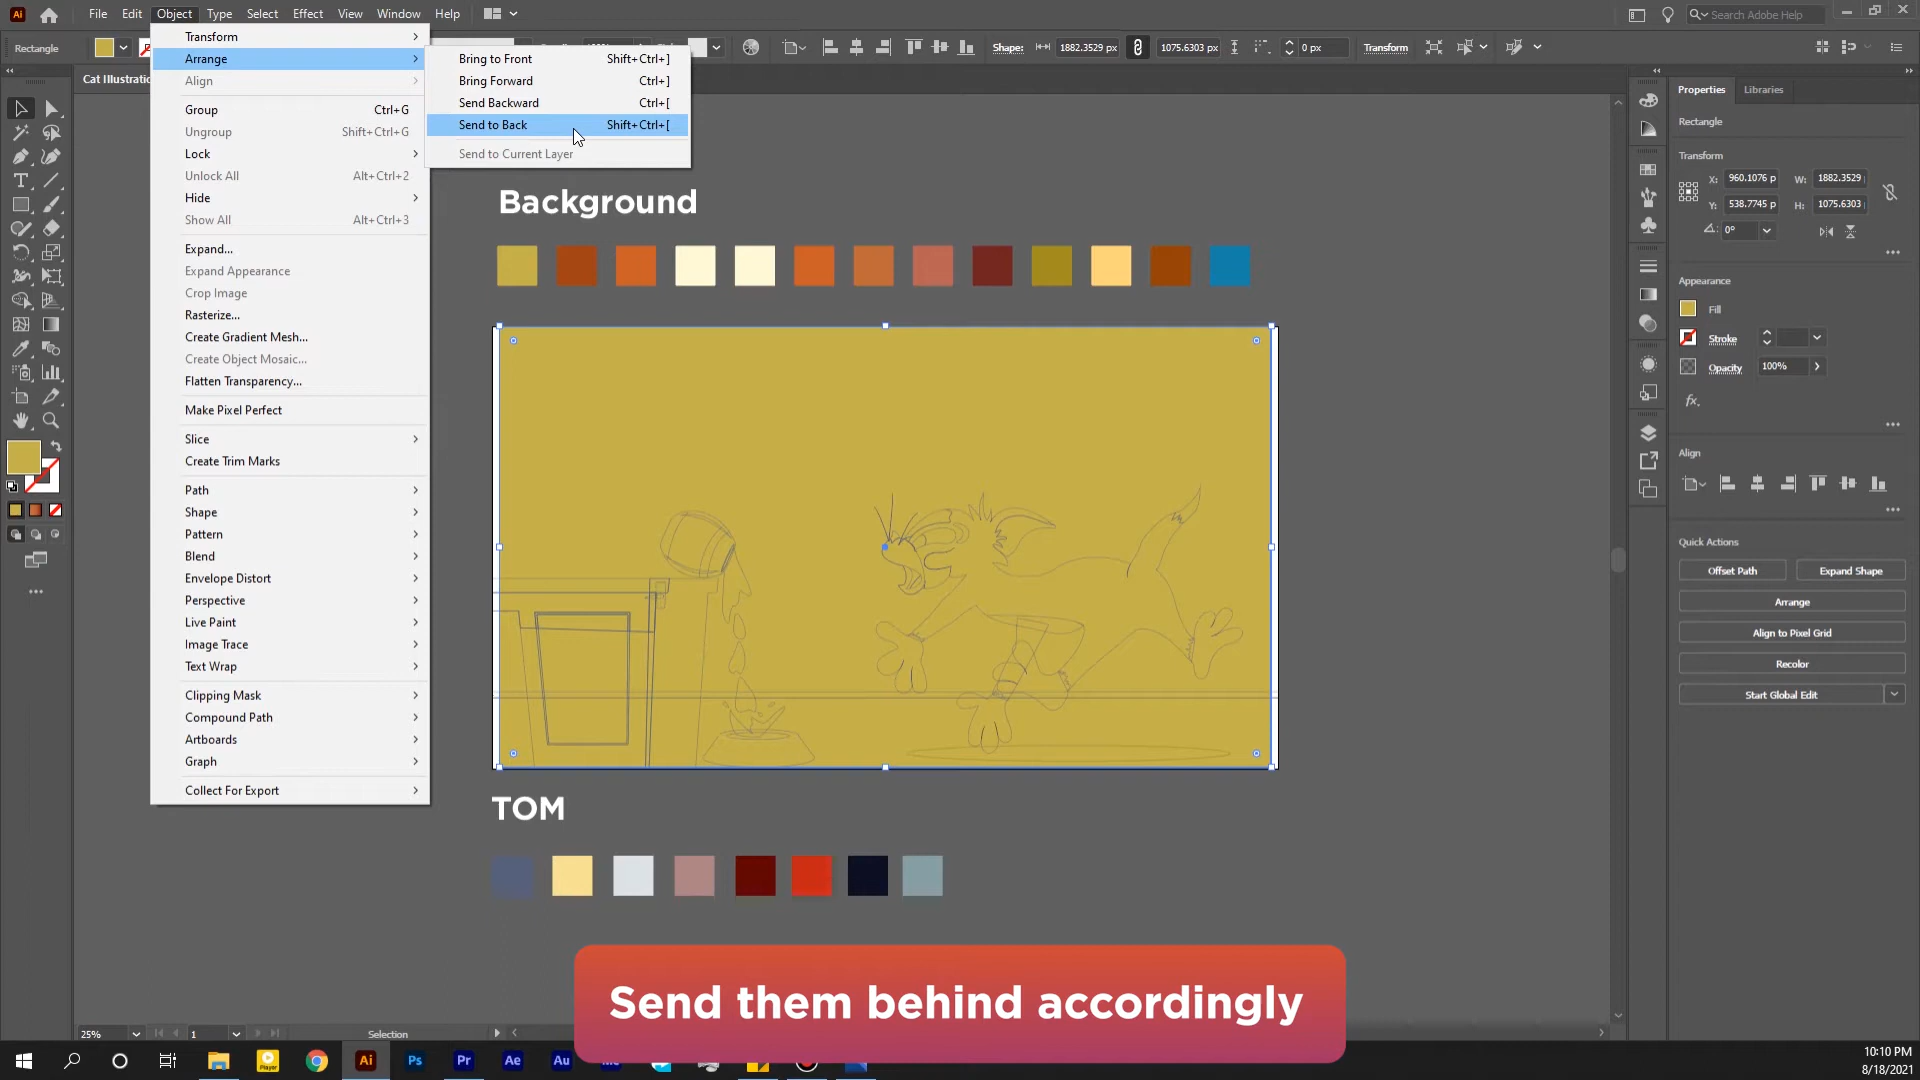 Ai
File Edit Object Type Select Effect View Window Help
Search Adobe Help
Rectangle
Shape: 1882.3529 px 1075.6303 px 0 px Transform
Cat Illustratio
Transform
Arrange
Align
Group Ctrl+G
Ungroup Shift+Ctrl+G
Lock
Unlock All Alt+Ctrl+2
Hide
Show All Alt+Ctrl+3
Expand...
Expand Appearance
Crop Image
Rasterize...
Create Gradient Mesh...
Create Object Mosaic...
Flatten Transparency...
Make Pixel Perfect
Slice
Create Trim Marks
Path
Shape
Pattern
Blend
Envelope Distort
Perspective
Live Paint
Image Trace
Text Wrap
Clipping Mask
Compound Path
Artboards
Graph
Collect For Export
Bring to Front Shift+Ctrl+]
Bring Forward Ctrl+]
Send Backward Ctrl+[
Send to Back Shift+Ctrl+[
Send to Current Layer
Background
TOM
Properties Libraries
Rectangle
Transform
X: 960.1076 p W: 1882.3529
Y: 538.7745 H: 1075.6303
0°
Appearance
Fill
Stroke
Opacity 100%
fx.
Align
Quick Actions
Offset Path Expand Shape
Arrange
Align to Pixel Grid
Recolor
Start Global Edit
25% 1 Selection
Send them behind accordingly
Player Ai Ps Pr Ae Au
10:10 PM
8/18/2021